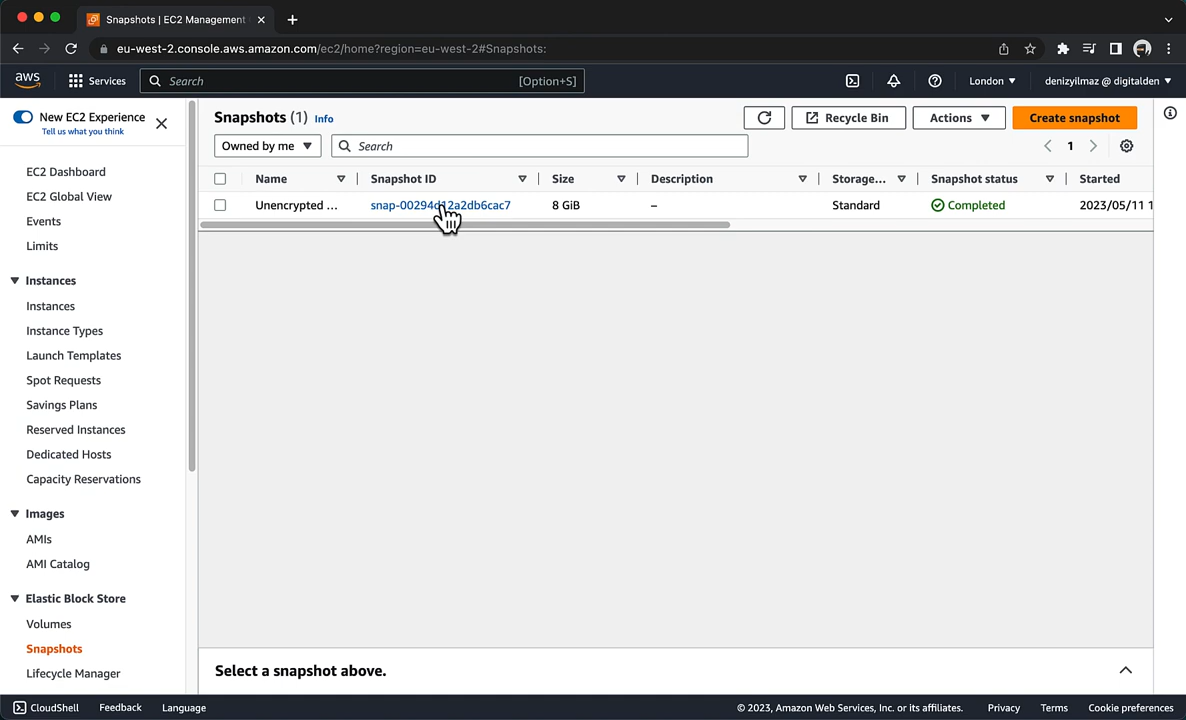 Snapshots | EC2 Management
eu-west-2.console.aws.amazon.com/ec2/home?region=eu-west-2#Snapshots:
aws
Services
Search
[Option+S]
London
denizyilmaz @ digitalden
New EC2 Experience
Tell us what you think
EC2 Dashboard
EC2 Global View
Events
Limits
Instances
Instances
Instance Types
Launch Templates
Spot Requests
Savings Plans
Reserved Instances
Dedicated Hosts
Capacity Reservations
Images
AMIs
AMI Catalog
Elastic Block Store
Volumes
Snapshots
Lifecycle Manager
Snapshots (1) Info
Recycle Bin
Actions
Create snapshot
Owned by me
Search
1
Name Snapshot ID Size Description Storage... Snapshot status Started
Unencrypted ... snap-00294d12a2db6cac7 8 GiB – Standard Completed 2023/05/11 1
Select a snapshot above.
CloudShell Feedback Language
© 2023, Amazon Web Services, Inc. or its affiliates. Privacy Terms Cookie preferences